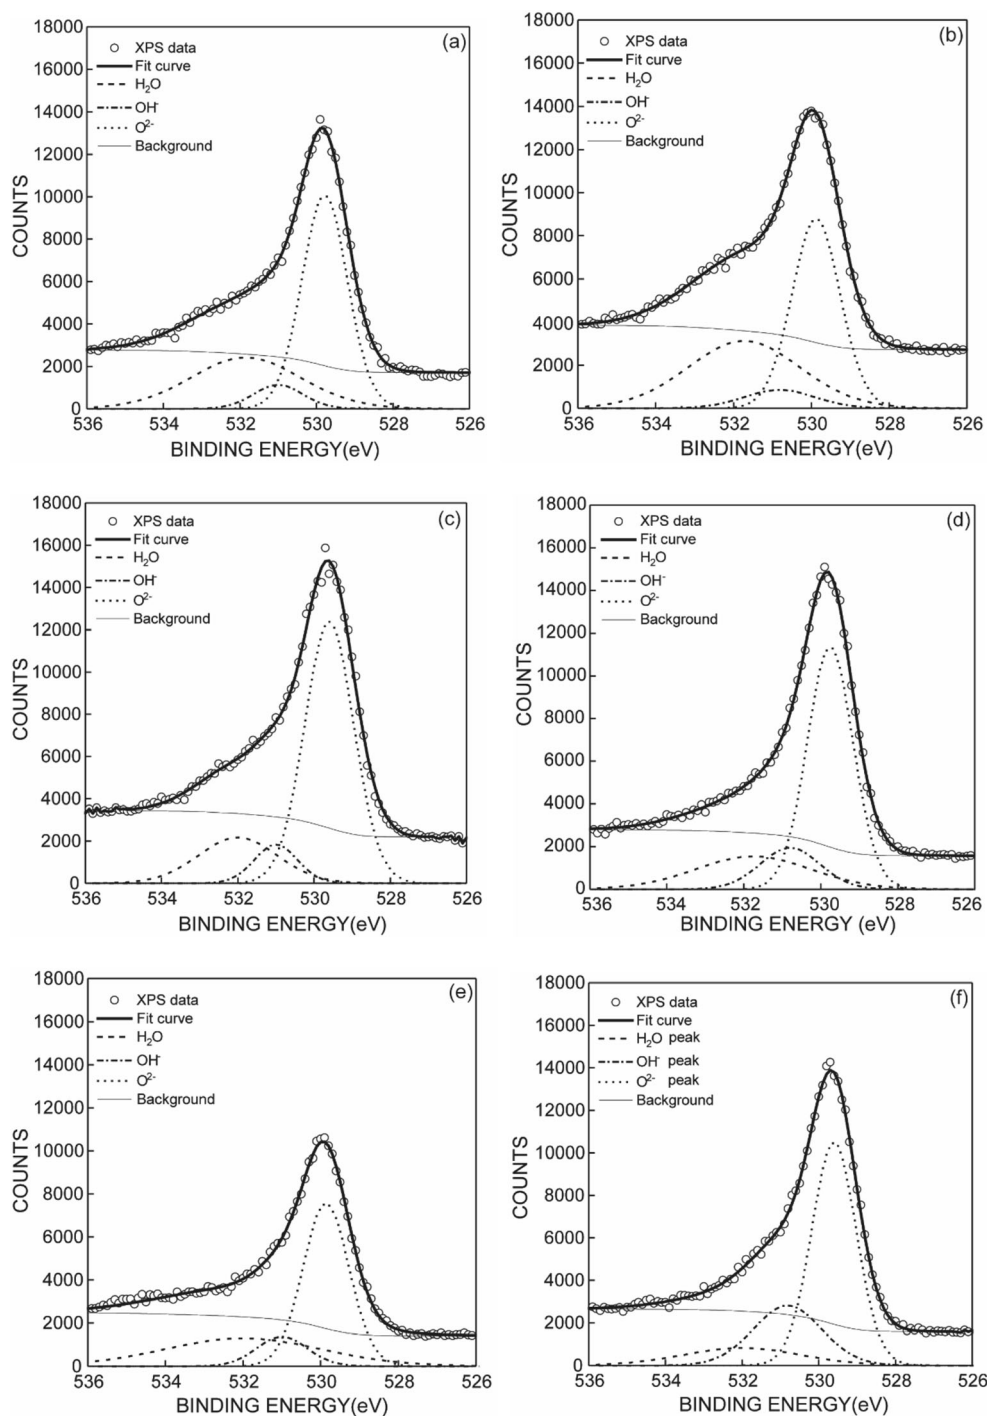 (a)
XPS data
Fit curve
H₂O
OH⁻
O²⁻
Background
18000
16000
14000
12000
10000
8000
6000
4000
2000
0
COUNTS
536 534 532 530 528 526
BINDING ENERGY(eV)
(b)
XPS data
Fit curve
H₂O
OH⁻
O²⁻
Background
18000
16000
14000
12000
10000
8000
6000
4000
2000
0
COUNTS
536 534 532 530 528 526
BINDING ENERGY(eV)
(c)
XPS data
Fit curve
H₂O
OH⁻
O²⁻
Background
18000
16000
14000
12000
10000
8000
6000
4000
2000
0
COUNTS
536 534 532 530 528 526
BINDING ENERGY (eV)
(d)
XPS data
Fit curve
H₂O
OH⁻
O²⁻
Background
18000
16000
14000
12000
10000
8000
6000
4000
2000
0
COUNTS
536 534 532 530 528 526
BINDING ENERGY(eV)
(e)
XPS data
Fit curve
H₂O
OH⁻
O²⁻
Background
18000
16000
14000
12000
10000
8000
6000
4000
2000
0
COUNTS
536 534 532 530 528 526
BINDING ENERGY(eV)
(f)
XPS data
Fit curve
H₂O peak
OH⁻ peak
O²⁻ peak
Background
18000
16000
14000
12000
10000
8000
6000
4000
2000
0
COUNTS
536 534 532 530 528 526
BINDING ENERGY(eV)